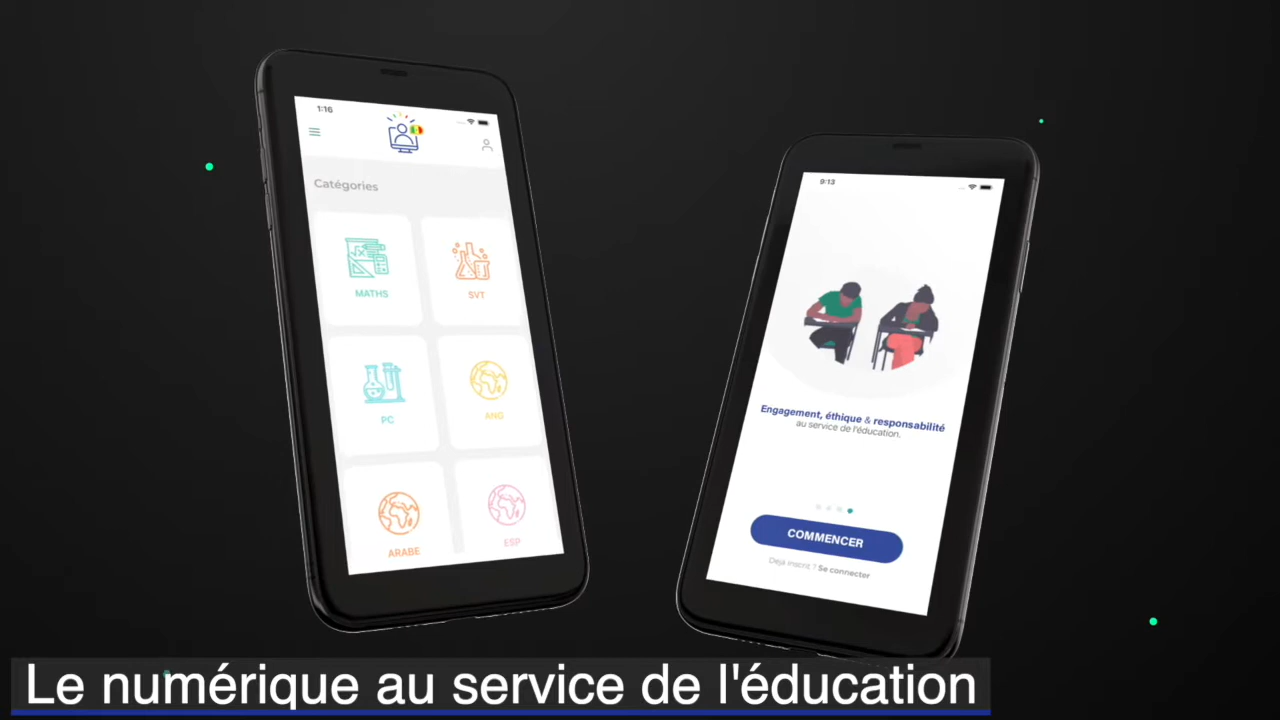 1:16
Catégories
MATHS
SVT
PC
ANG
ARABE
ESP
9:13
Engagement, éthique & responsabilité
au service de l'éducation.
COMMENCER
Deja inscrit ? Se connecter
Le numérique au service de l'éducation